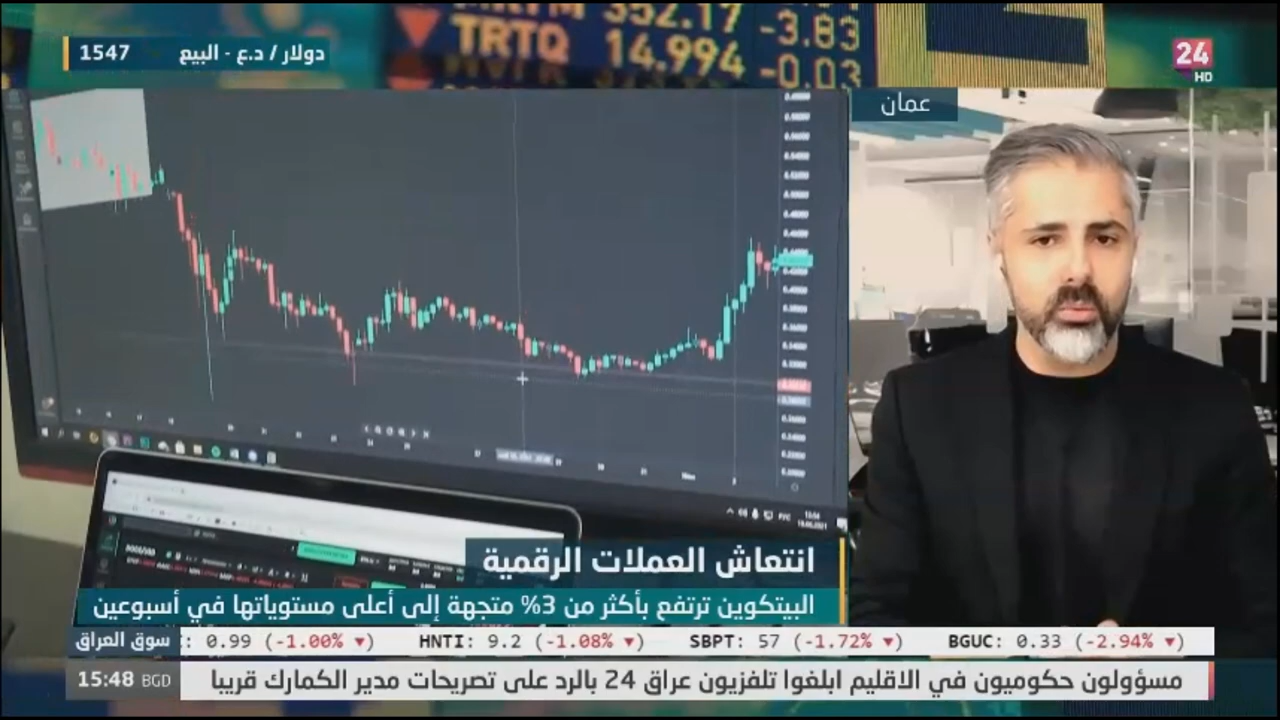 352.17 -3.83
TRTQ 14.994 -0.03
دولار / د.ع - البيع 1547
24
HD
عمان
انتعاش العملات الرقمية
البيتكوين ترتفع بأكثر من 3% متجهة إلى أعلى مستوياتها في أسبوعين
سوق العراق : 0.99 (-1.00% ▼) HNTI: 9.2 (-1.08% ▼) SBPT: 57 (-1.72% ▼) BGUC: 0.33 (-2.94% ▼)
15:48 BGD
مسؤولون حكوميون في الاقليم ابلغوا تلفزيون عراق 24 بالرد على تصريحات مدير الكمارك قريبا